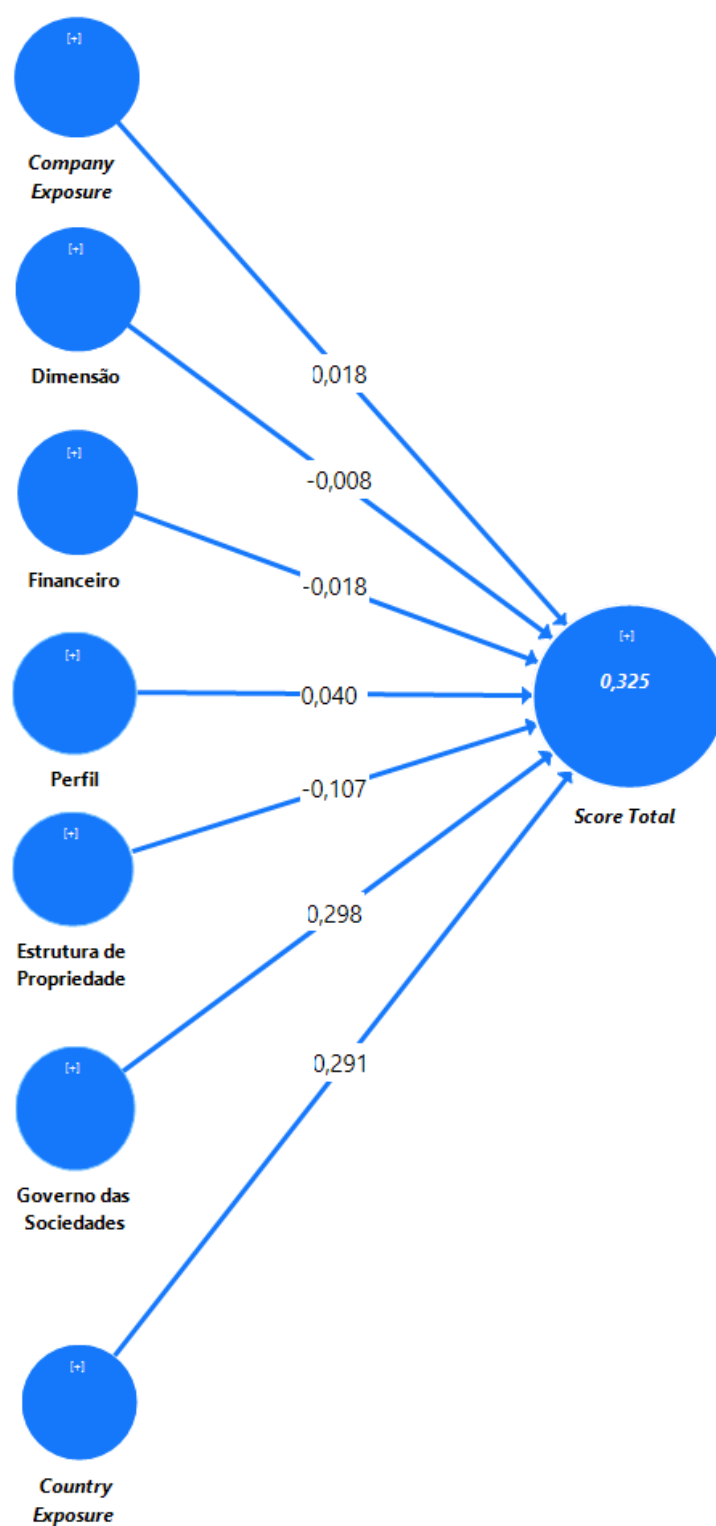 [+]
Company
Exposure
[+]
Dimensão
0,018
[+]
-0,008
Financeiro
-0,018
[+]
[+]
0,325
0,040
Perfil
-0,107
Score Total
[+]
Estrutura de
Propriedade
0,298
[+]
0,291
Governo das
Sociedades
[+]
Country
Exposure